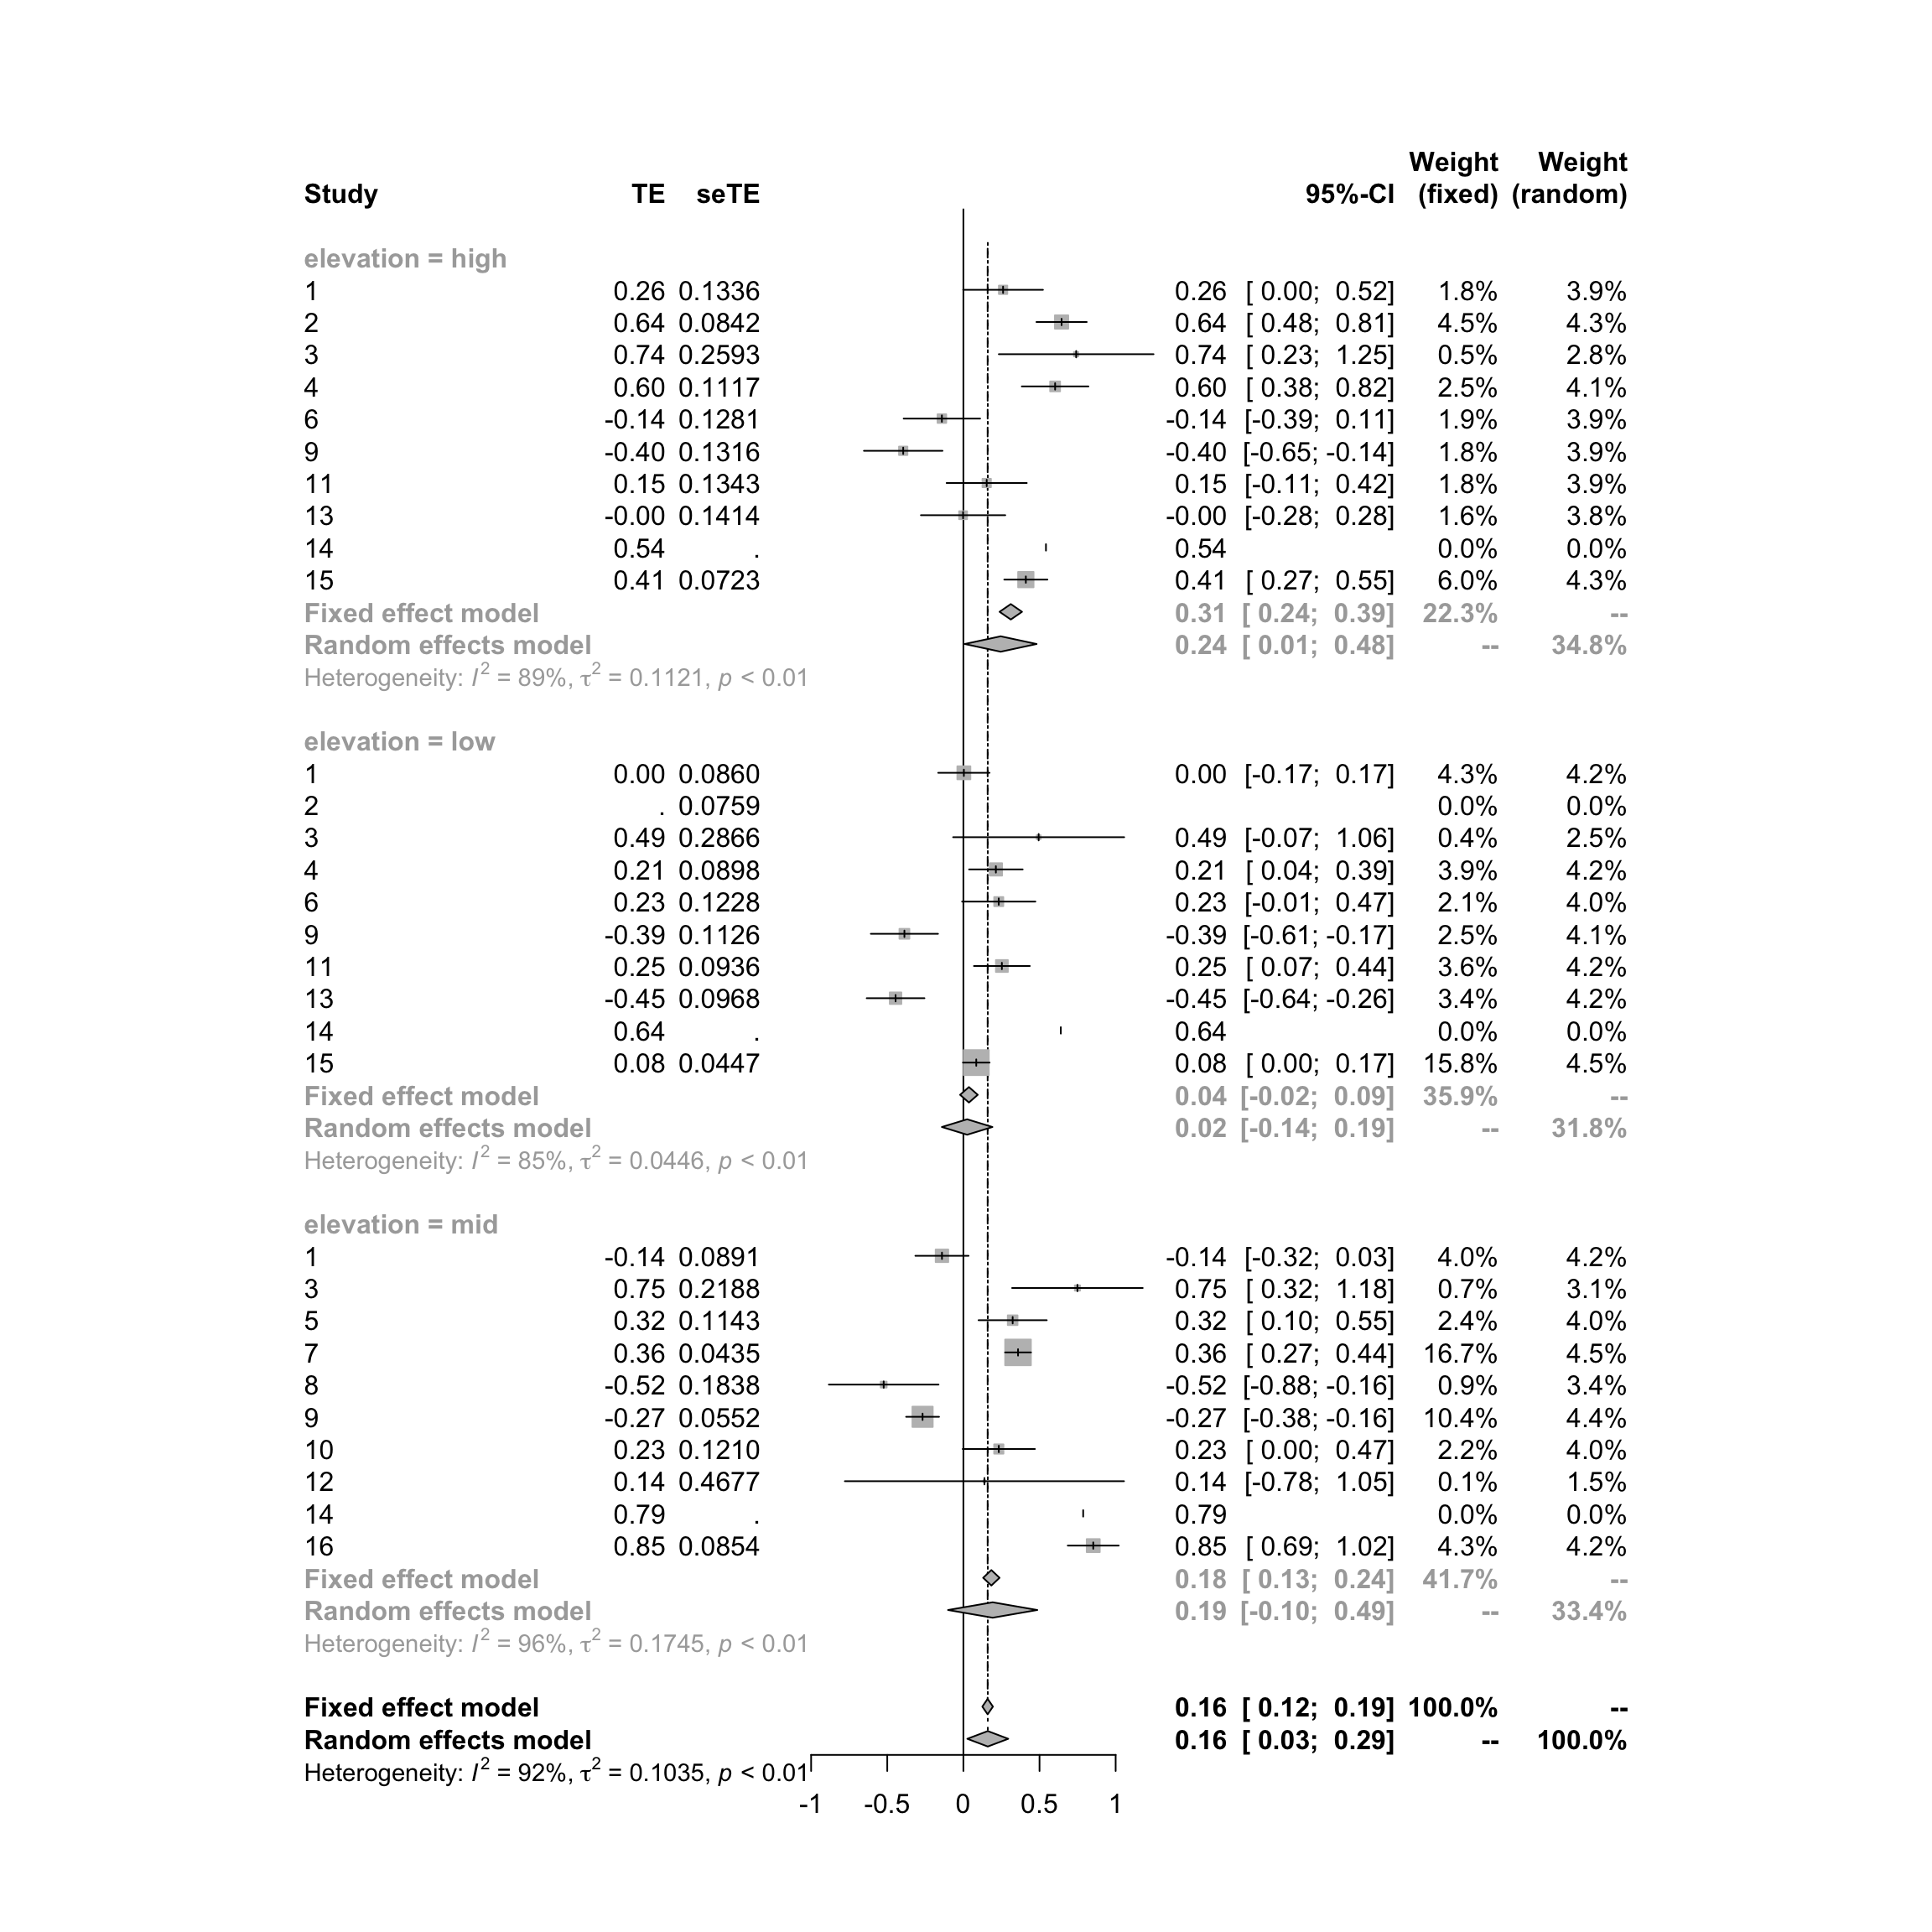 Weight Weight
Study TE seTE 95%-CI (fixed) (random)
elevation = high
1 0.26 0.1336 0.26 [ 0.00; 0.52] 1.8% 3.9%
2 0.64 0.0842 0.64 [ 0.48; 0.81] 4.5% 4.3%
3 0.74 0.2593 0.74 [ 0.23; 1.25] 0.5% 2.8%
4 0.60 0.1117 0.60 [ 0.38; 0.82] 2.5% 4.1%
6 -0.14 0.1281 -0.14 [-0.39; 0.11] 1.9% 3.9%
9 -0.40 0.1316 -0.40 [-0.65; -0.14] 1.8% 3.9%
11 0.15 0.1343 0.15 [-0.11; 0.42] 1.8% 3.9%
13 -0.00 0.1414 -0.00 [-0.28; 0.28] 1.6% 3.8%
14 0.54 . 0.54 0.0% 0.0%
15 0.41 0.0723 0.41 [ 0.27; 0.55] 6.0% 4.3%
Fixed effect model 0.31 [ 0.24; 0.39] 22.3% --
Random effects model 0.24 [ 0.01; 0.48] -- 34.8%
Heterogeneity: I² = 89%, τ² = 0.1121, p < 0.01
elevation = low
1 0.00 0.0860 0.00 [-0.17; 0.17] 4.3% 4.2%
2 . 0.0759 0.0% 0.0%
3 0.49 0.2866 0.49 [-0.07; 1.06] 0.4% 2.5%
4 0.21 0.0898 0.21 [ 0.04; 0.39] 3.9% 4.2%
6 0.23 0.1228 0.23 [-0.01; 0.47] 2.1% 4.0%
9 -0.39 0.1126 -0.39 [-0.61; -0.17] 2.5% 4.1%
11 0.25 0.0936 0.25 [ 0.07; 0.44] 3.6% 4.2%
13 -0.45 0.0968 -0.45 [-0.64; -0.26] 3.4% 4.2%
14 0.64 . 0.64 0.0% 0.0%
15 0.08 0.0447 0.08 [ 0.00; 0.17] 15.8% 4.5%
Fixed effect model 0.04 [-0.02; 0.09] 35.9% --
Random effects model 0.02 [-0.14; 0.19] -- 31.8%
Heterogeneity: I² = 85%, τ² = 0.0446, p < 0.01
elevation = mid
1 -0.14 0.0891 -0.14 [-0.32; 0.03] 4.0% 4.2%
3 0.75 0.2188 0.75 [ 0.32; 1.18] 0.7% 3.1%
5 0.32 0.1143 0.32 [ 0.10; 0.55] 2.4% 4.0%
7 0.36 0.0435 0.36 [ 0.27; 0.44] 16.7% 4.5%
8 -0.52 0.1838 -0.52 [-0.88; -0.16] 0.9% 3.4%
9 -0.27 0.0552 -0.27 [-0.38; -0.16] 10.4% 4.4%
10 0.23 0.1210 0.23 [ 0.00; 0.47] 2.2% 4.0%
12 0.14 0.4677 0.14 [-0.78; 1.05] 0.1% 1.5%
14 0.79 . 0.79 0.0% 0.0%
16 0.85 0.0854 0.85 [ 0.69; 1.02] 4.3% 4.2%
Fixed effect model 0.18 [ 0.13; 0.24] 41.7% --
Random effects model 0.19 [-0.10; 0.49] -- 33.4%
Heterogeneity: I² = 96%, τ² = 0.1745, p < 0.01
Fixed effect model 0.16 [ 0.12; 0.19] 100.0% --
Random effects model 0.16 [ 0.03; 0.29] -- 100.0%
Heterogeneity: I² = 92%, τ² = 0.1035, p < 0.01
-1 -0.5 0 0.5 1